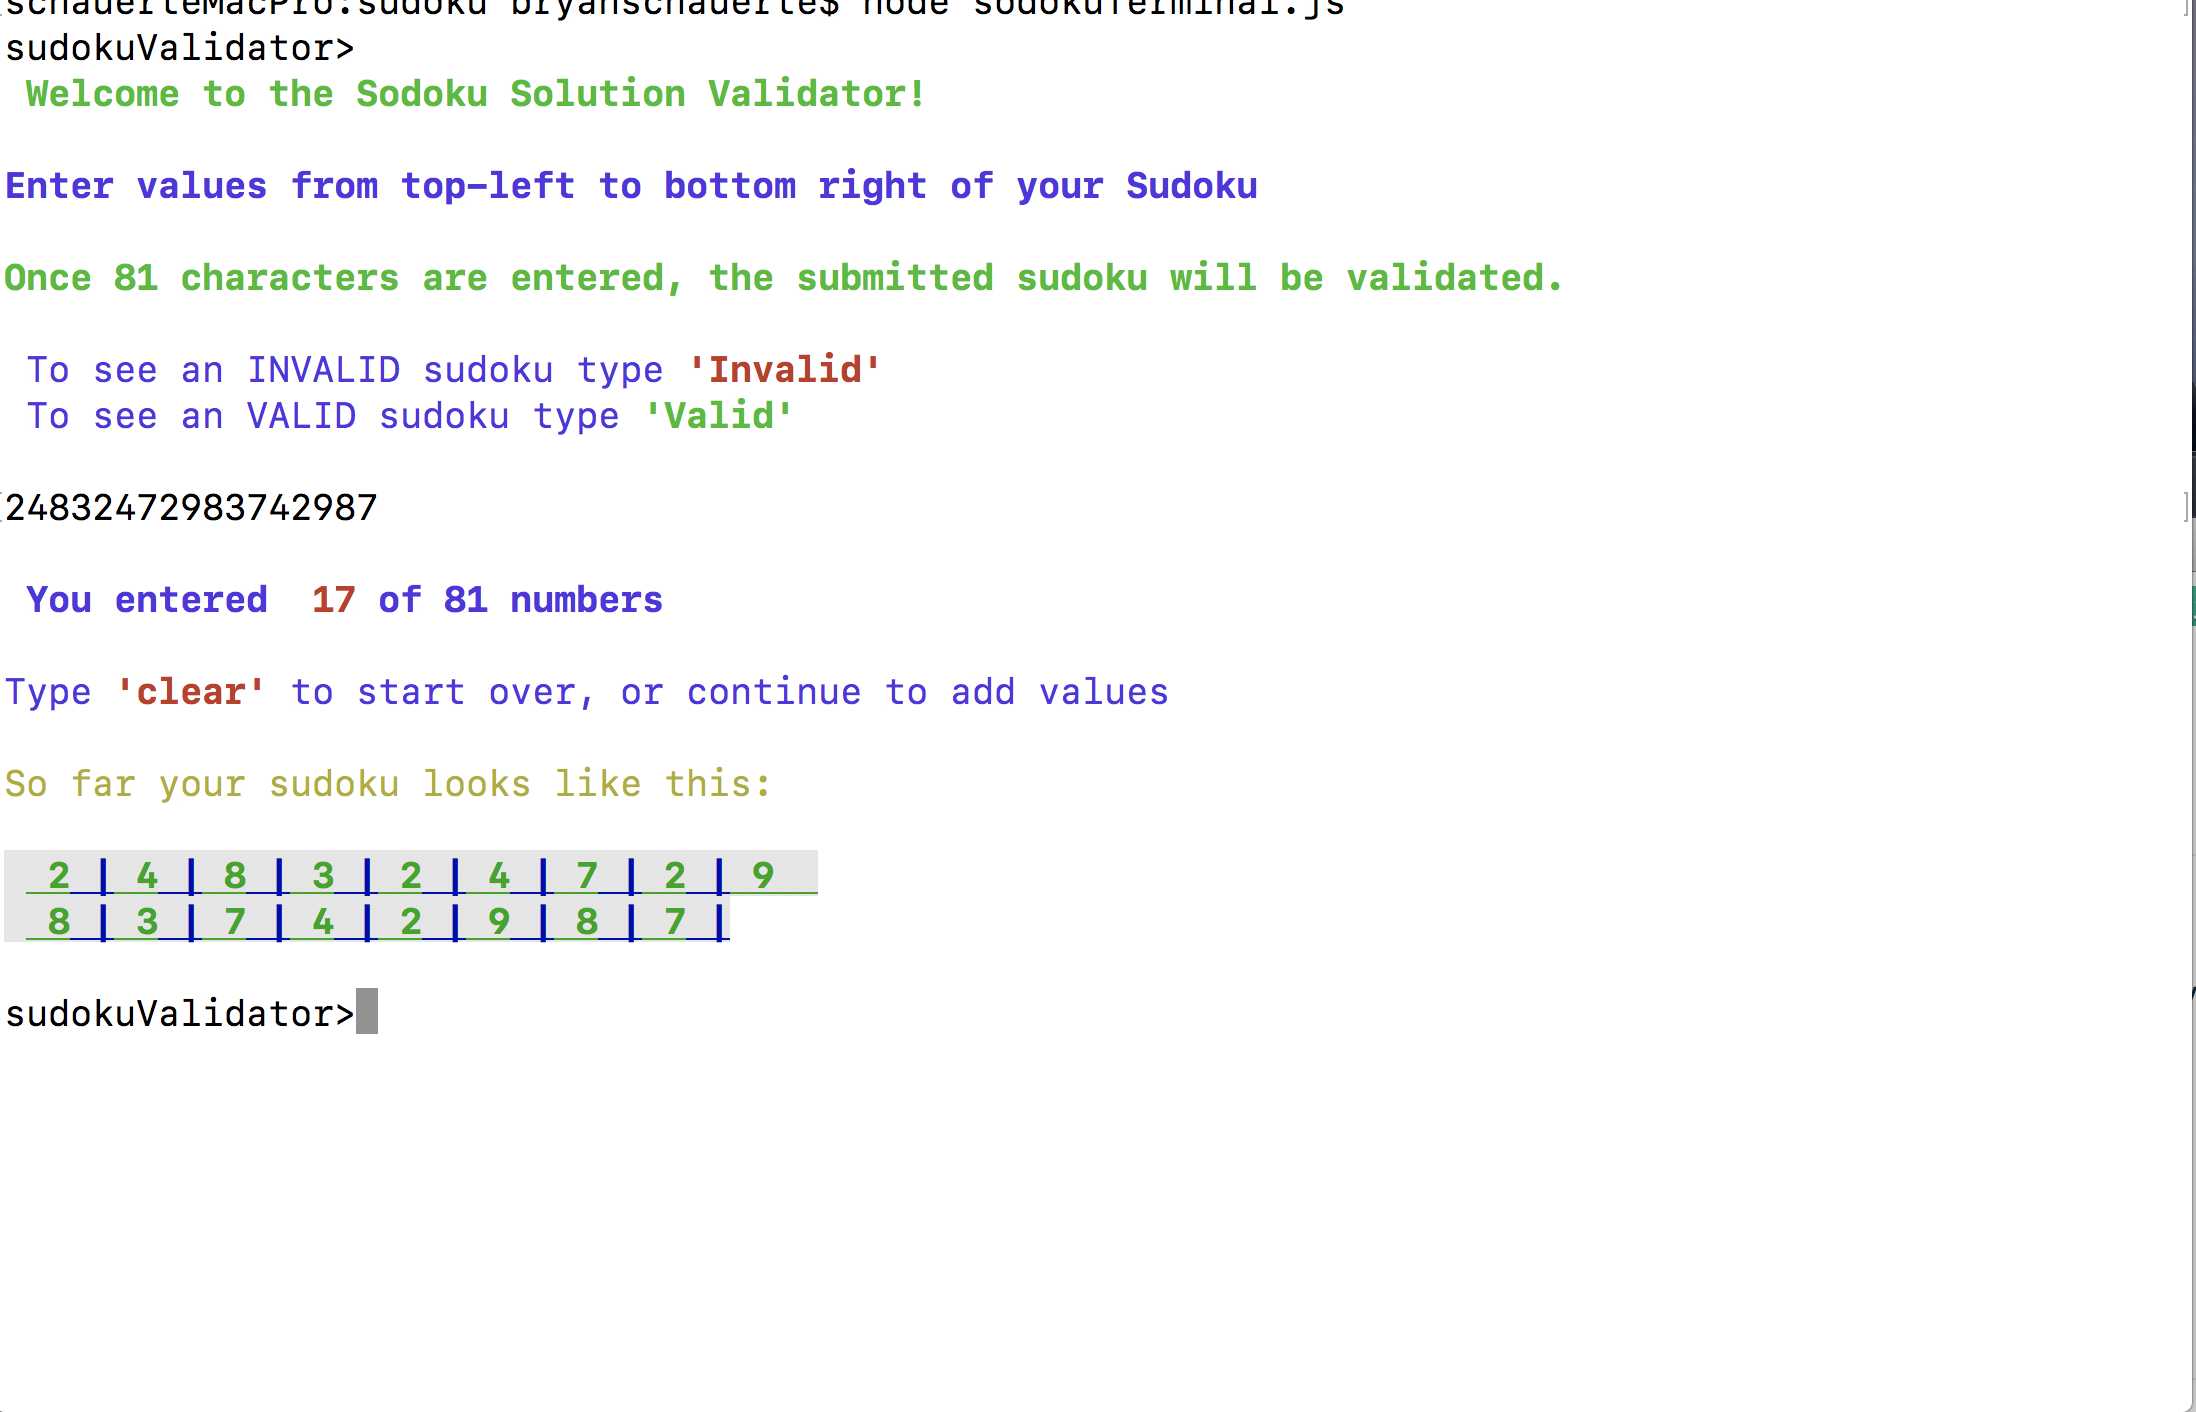 schauerteMacPro:sudoku bryanschauerte$ node sodokuTerminal.js
sudokuValidator>
Welcome to the Sodoku Solution Validator!
Enter values from top-left to bottom right of your Sudoku
Once 81 characters are entered, the submitted sudoku will be validated.
To see an INVALID sudoku type 'Invalid'
To see an VALID sudoku type 'Valid'
24832472983742987
You entered  17 of 81 numbers
Type 'clear' to start over, or continue to add values
So far your sudoku looks like this:
2 | 4 | 8 | 3 | 2 | 4 | 7 | 2 | 9
8 | 3 | 7 | 4 | 2 | 9 | 8 | 7 |
sudokuValidator>